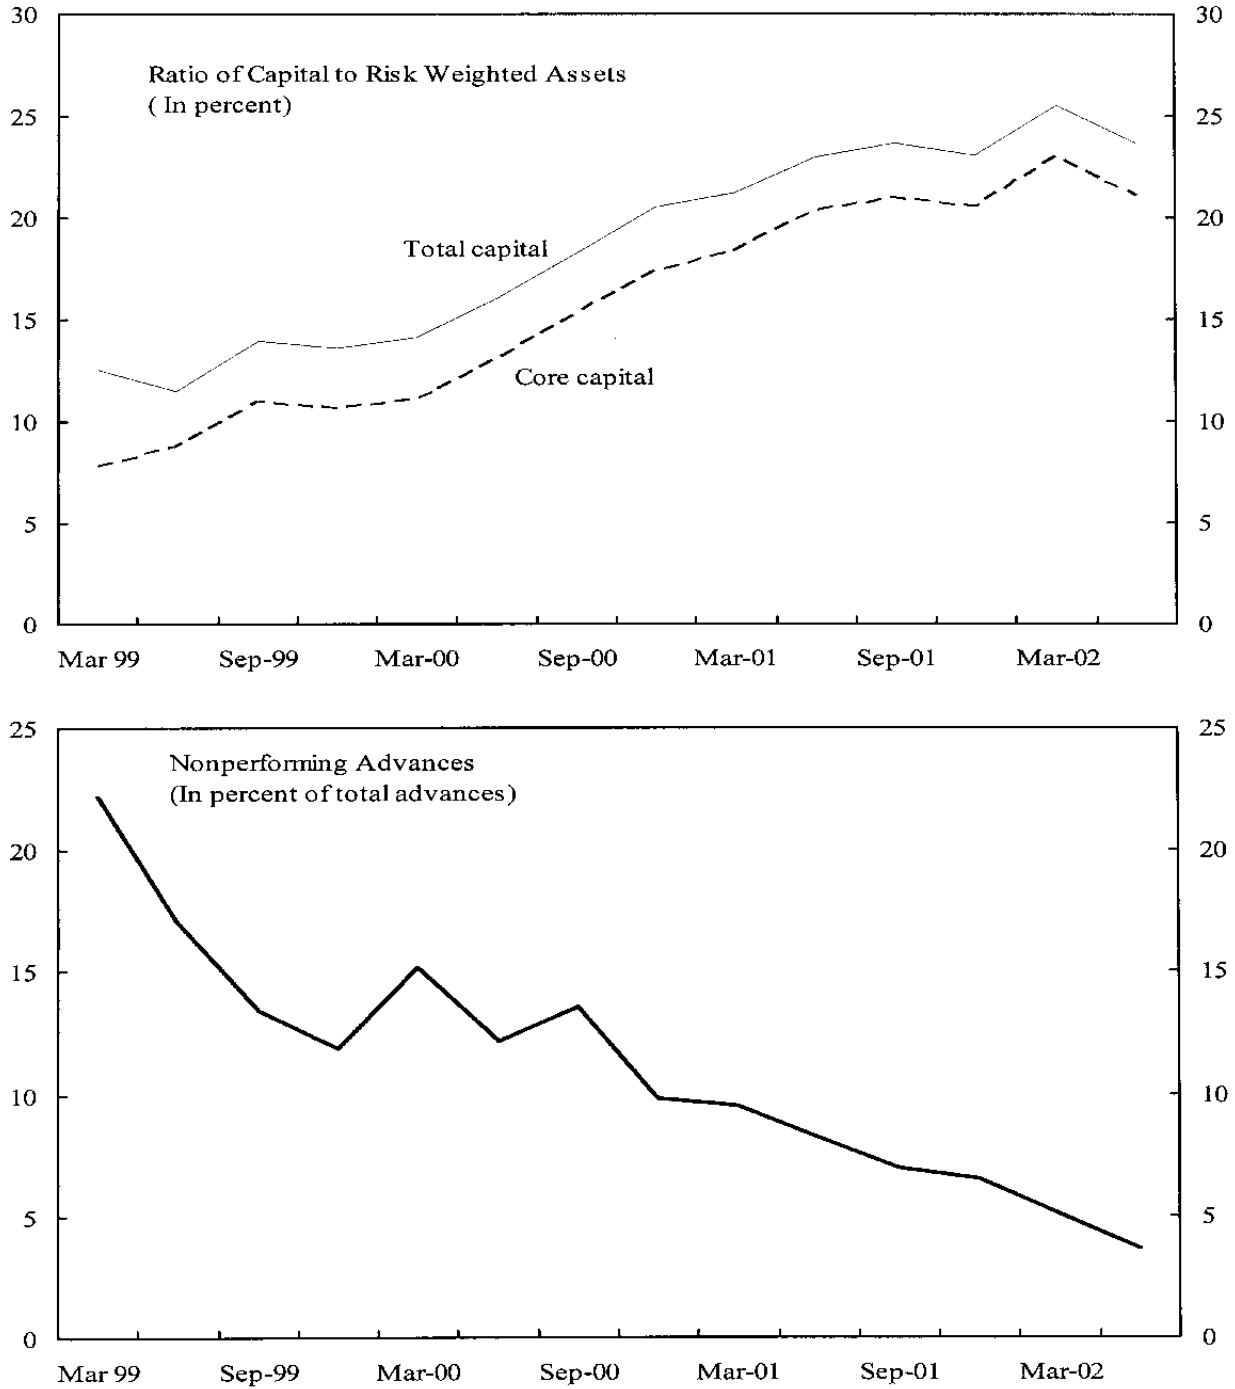 30 30
Ratio of Capital to Risk Weighted Assets
( In percent)
25 25
20 20
Total capital
15 15
Core capital
10 10
5 5
0 0
Mar 99 Sep-99 Mar-00 Sep-00 Mar-01 Sep-01 Mar-02
25 25
Nonperforming Advances
(In percent of total advances)
20 20
15 15
10 10
5 5
0 0
Mar 99 Sep-99 Mar-00 Sep-00 Mar-01 Sep-01 Mar-02